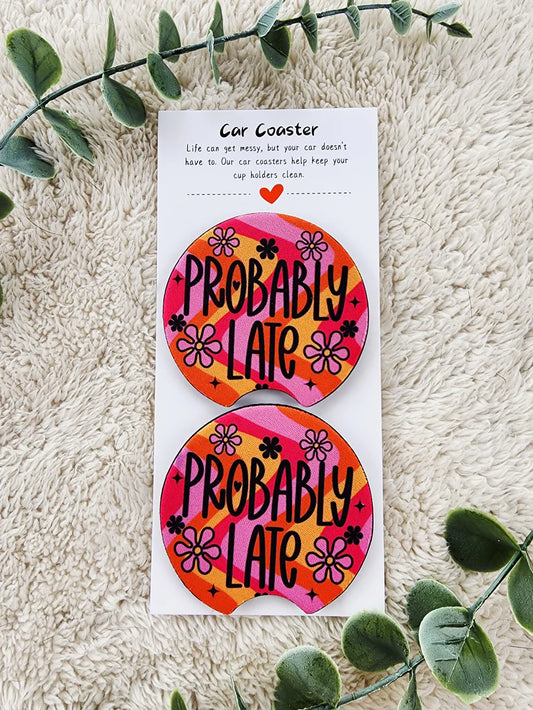 Car Coaster
Life can get messy, but your car doesn't
have to. Our car coasters help keep your
cup holders clean.
PROBABLY
LATE
PROBABLY
LATE